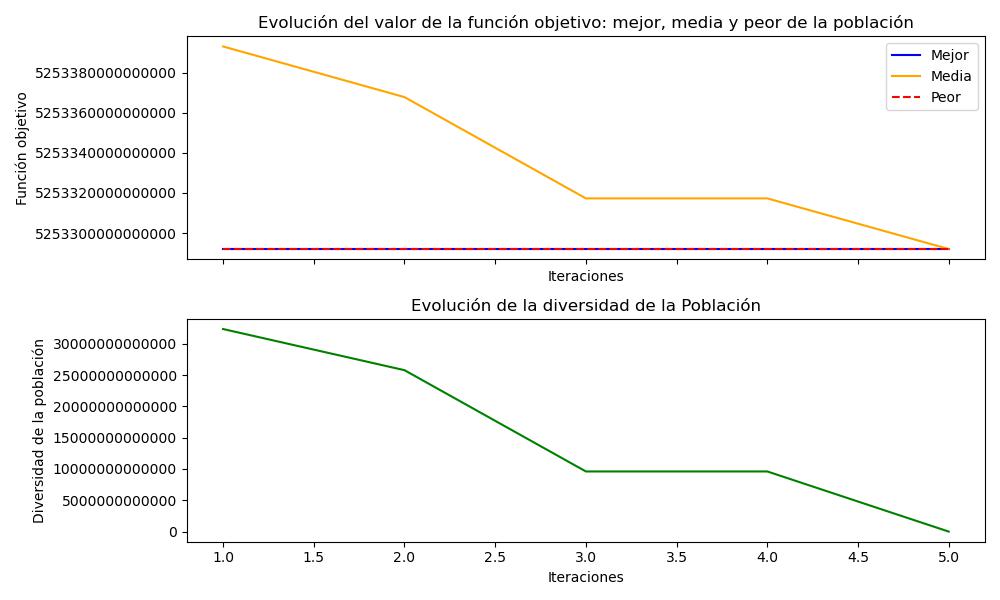 Evolución del valor de la función objetivo: mejor, media y peor de la población
Función objetivo
5253380000000000
5253360000000000
5253340000000000
5253320000000000
5253300000000000
Mejor
Media
Peor
Iteraciones
Evolución de la diversidad de la Población
Diversidad de la población
30000000000000
25000000000000
20000000000000
15000000000000
10000000000000
5000000000000
0
1.0 1.5 2.0 2.5 3.0 3.5 4.0 4.5 5.0
Iteraciones